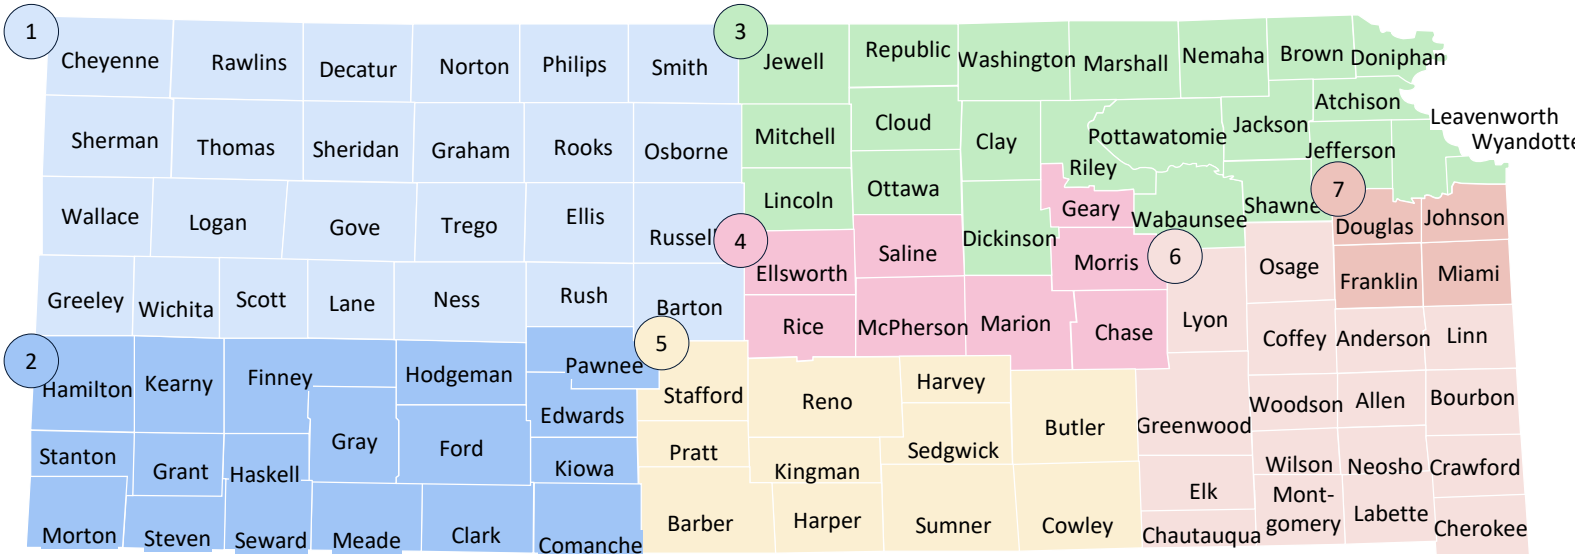 1
3
Cheyenne
Rawlins
Decatur
Norton
Philips
Smith
Jewell
Republic
Washington
Marshall
Nemaha
Brown
Doniphan
Sherman
Thomas
Sheridan
Graham
Rooks
Osborne
Mitchell
Cloud
Clay
Riley
Pottawatomie
Jackson
Atchison
Jefferson
Leavenworth
Wyandotte
Wallace
Logan
Gove
Trego
Ellis
Russell
Lincoln
Ottawa
Dickinson
Geary
Wabaunsee
Shawne
7
Douglas
Johnson
4
Ellsworth
Saline
Morris
6
Osage
Franklin
Miami
Greeley
Wichita
Scott
Lane
Ness
Rush
Barton
Rice
McPherson
Marion
Chase
Lyon
Coffey
Anderson
Linn
2
5
Hamilton
Kearny
Finney
Hodgeman
Pawnee
Stafford
Reno
Harvey
Butler
Greenwood
Woodson
Allen
Bourbon
Edwards
Stanton
Grant
Haskell
Gray
Ford
Kiowa
Pratt
Kingman
Sedgwick
Elk
Wilson
Neosho
Crawford
Morton
Steven
Seward
Meade
Clark
Comanche
Barber
Harper
Sumner
Cowley
Chautauqua
Mont-
gomery
Labette
Cherokee